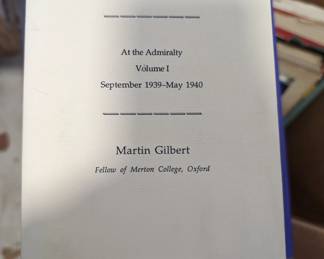 At the Admiralty
Volume I
September 1939–May 1940
Martin Gilbert
Fellow of Merton College, Oxford